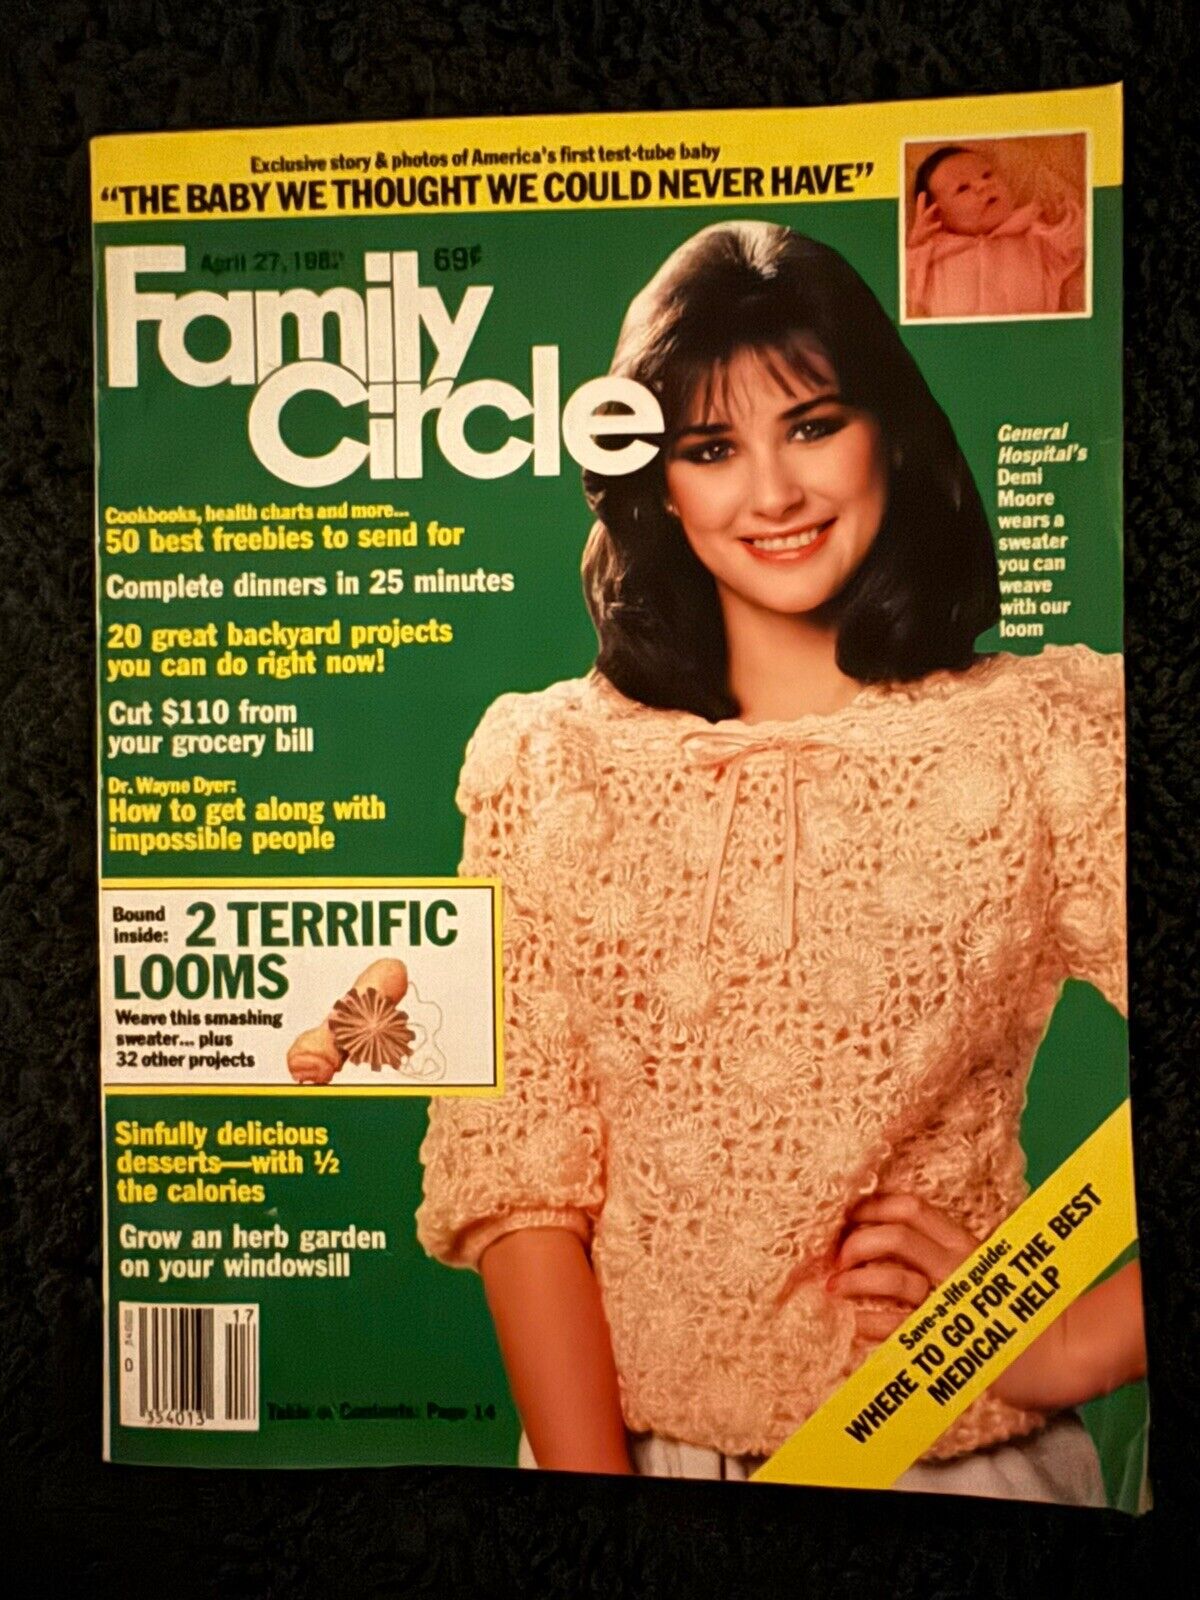 Exclusive story & photos of America's first test-tube baby
"THE BABY WE THOUGHT WE COULD NEVER HAVE"
April 27, 1982
69¢
Family
Circle
General
Hospital's
Demi
Moore
wears a
sweater
you can
weave
with our
loom
Cookbooks, health charts and more...
50 best freebies to send for
Complete dinners in 25 minutes
20 great backyard projects
you can do right now!
Cut $110 from
your grocery bill
Dr. Wayne Dyer:
How to get along with
impossible people
Bound
Inside:
2 TERRIFIC
LOOMS
Weave this smashing
sweater... plus
32 other projects
Sinfully delicious
desserts—with ½
the calories
Grow an herb garden
on your windowsill
Save-a-life guide:
WHERE TO GO FOR THE BEST
MEDICAL HELP
17
0
354013
Table of Contents: Page 14